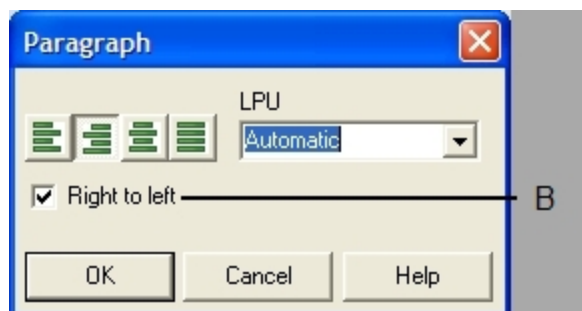 Paragraph
LPU
Automatic
Right to left
B
OK Cancel Help